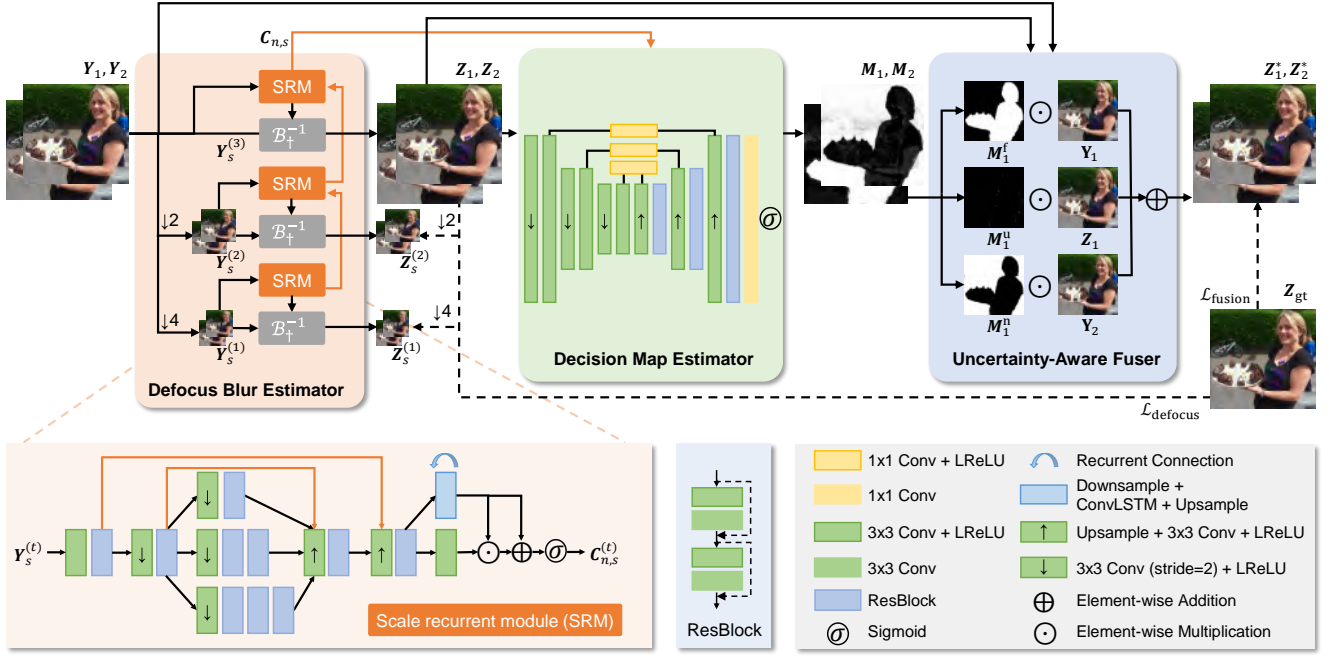 C_{n,s}
Y_1, Y_2
SRM
B_†^{-1}
Y_s^{(3)}
SRM
↓2
B_†^{-1}
Y_s^{(2)}
SRM
↓4
B_†^{-1}
Y_s^{(1)}
Defocus Blur Estimator
Z_1, Z_2
↓2
Z_s^{(2)}
↓4
Z_s^{(1)}
↓ ↓ ↓ ↑ ↑ ↑
σ
Decision Map Estimator
M_1, M_2
M_1^f
⊙
Y_1
M_1^u
⊙
Z_1
⊕
M_1^n
⊙
Y_2
Uncertainty-Aware Fuser
Z_1^*, Z_2^*
ℒ_fusion
Z_gt
ℒ_defocus
Y_s^{(t)}
↓
↓ ↓ ↑ ↑ ⊙ ⊕ σ
↓
C_{n,s}^{(t)}
Scale recurrent module (SRM)
ResBlock
1x1 Conv + LReLU
1x1 Conv
3x3 Conv + LReLU
3x3 Conv
ResBlock
σ Sigmoid
Recurrent Connection
Downsample +
ConvLSTM + Upsample
↑ Upsample + 3x3 Conv + LReLU
↓ 3x3 Conv (stride=2) + LReLU
⊕ Element-wise Addition
⊙ Element-wise Multiplication